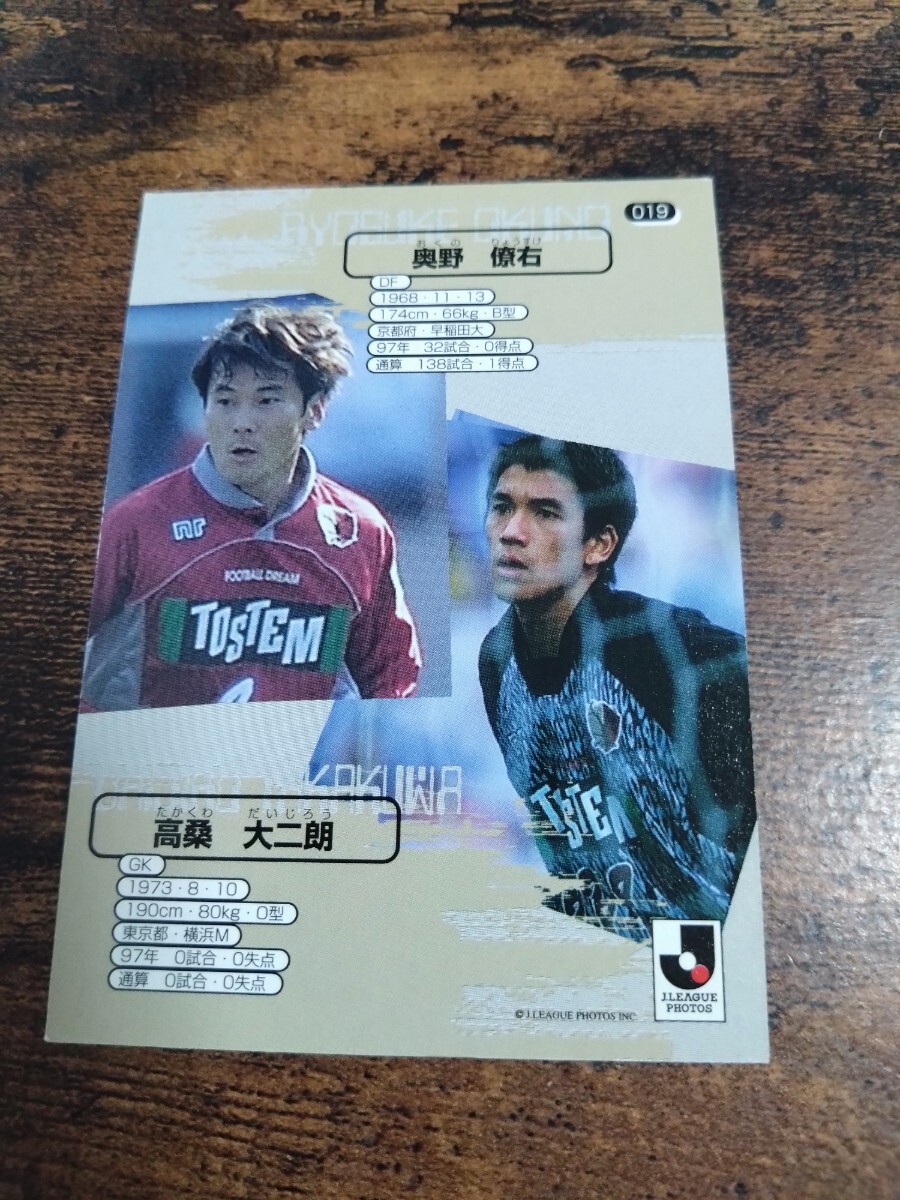 019
RYOSUKE OKUNO
おくの りょうすけ
奥野 僚右
DF
1968・11・13
174cm・66kg・B型
京都府・早稲田大
97年 32試合・0得点
通算 138試合・1得点
nr
FOOTBALL DREAM
TOSTEM
TOSTEM
たかくわ だいじろう
高桑 大二朗
GK
1973・8・10
190cm・80kg・O型
東京都・横浜M
97年 0試合・0失点
通算 0試合・0失点
J.LEAGUE
PHOTOS
© J.LEAGUE PHOTOS INC.